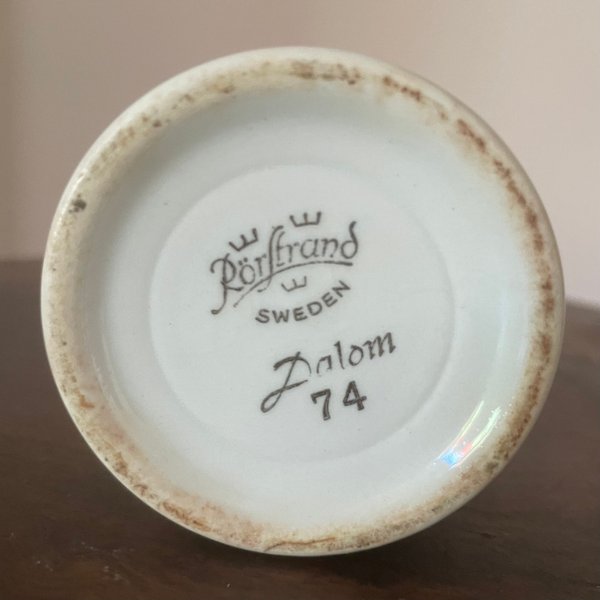 Rörstrand
SWEDEN
Dalom
74